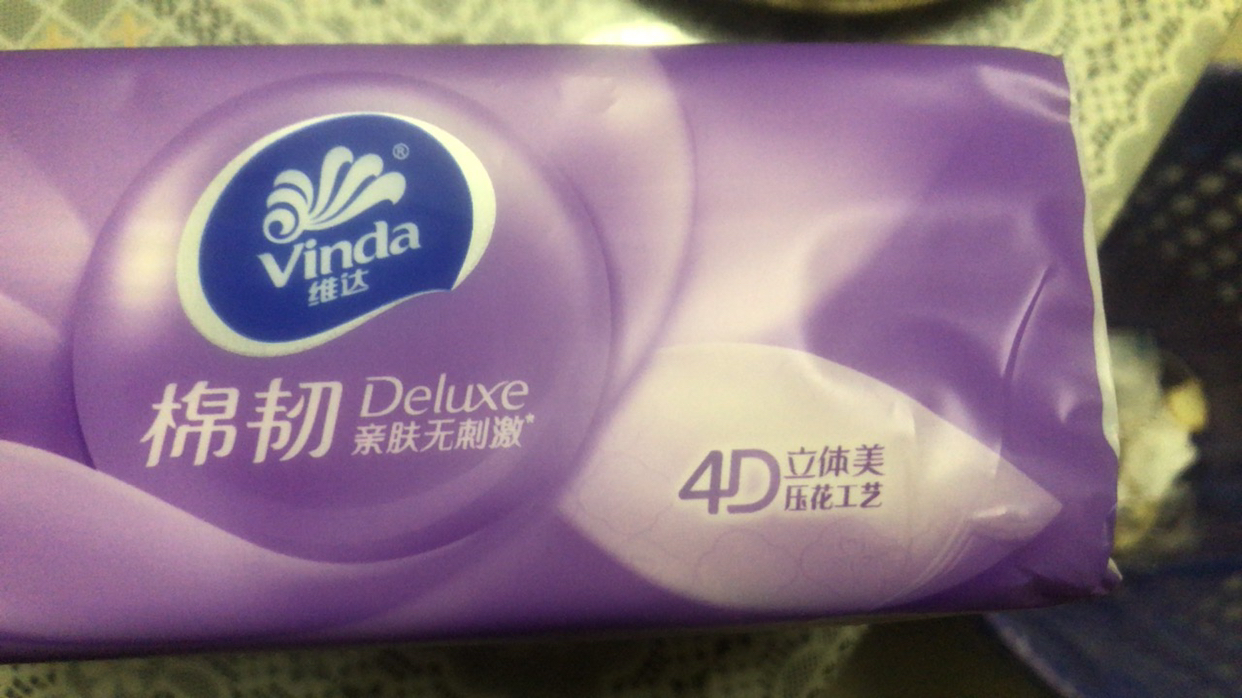 ®
Vinda
维达
棉韧 Deluxe
亲肤无刺激*
4D 立体美
压花工艺